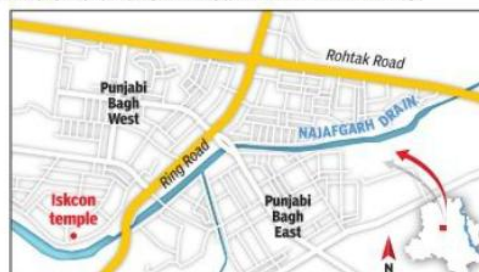 Rohtak Road
Punjabi
Bagh
West
NAJAFGARH DRAIN
Ring Road
Iskcon
temple
Punjabi
Bagh
East
N